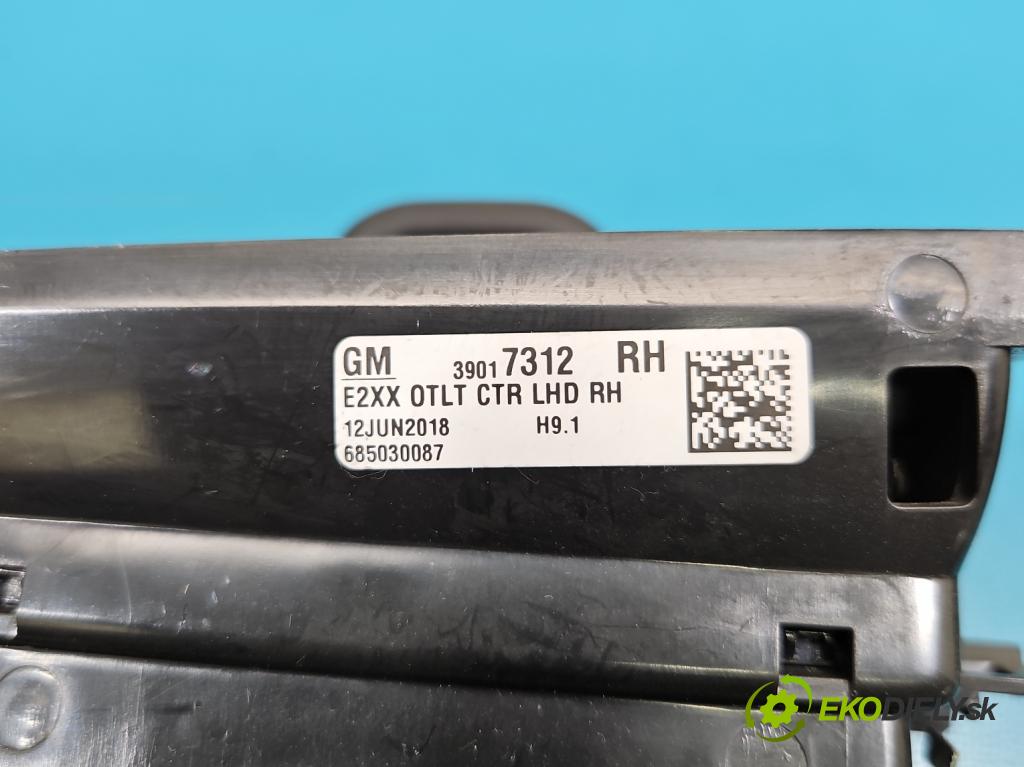 GM 39017312 RH
E2XX OTLT CTR LHD RH
12JUN2018 H9.1
685030087
EKODIELY.sk